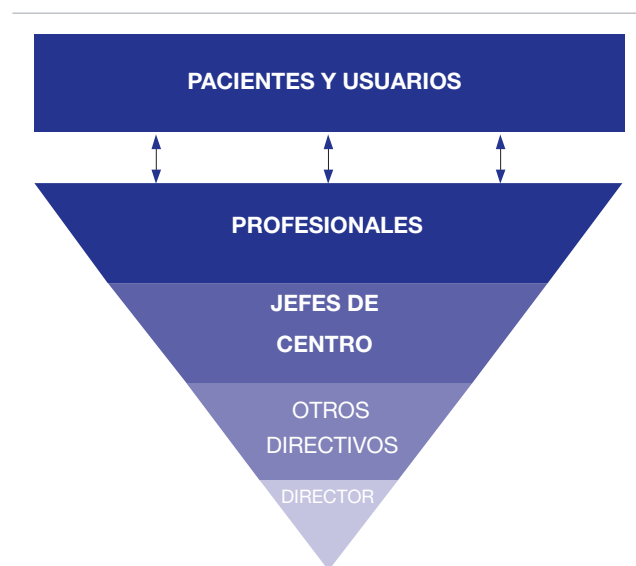 PACIENTES Y USUARIOS
PROFESIONALES
JEFES DE
CENTRO
OTROS
DIRECTIVOS
DIRECTOR